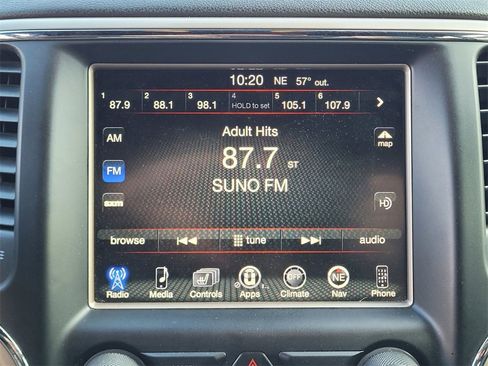 10:20 NE 57° out.
1 2 3 4 5 6
87.9 88.1 98.1 HOLD to set 105.1 107.9
Adult Hits
AM
map
87.7 ST
FM
SUNO FM
HD
browse tune audio
OFF NE
Radio Media Controls Apps Climate Nav Phone